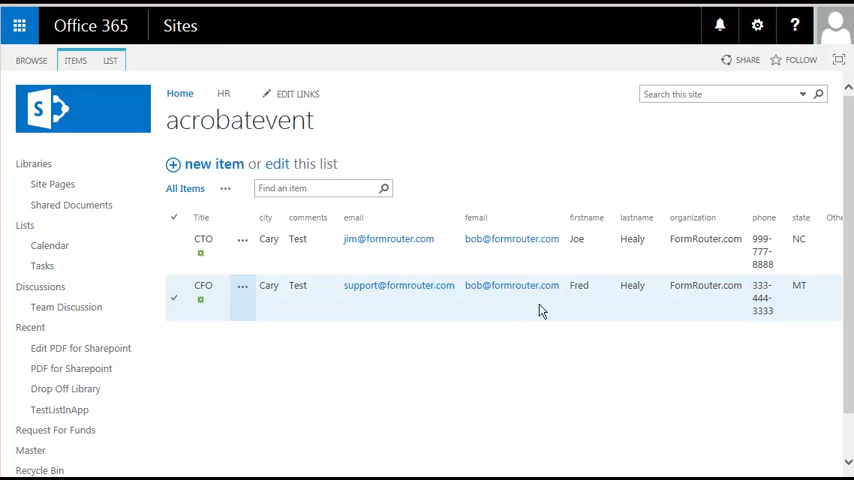 Office 365 Sites ?
BROWSE ITEMS LIST SHARE FOLLOW
S
Home HR EDIT LINKS Search this site
acrobatevent
new item or edit this list
All Items ... Find an item
Title city comments email femail firstname lastname organization phone state Othe
CTO ... Cary Test jim@formrouter.com bob@formrouter.com Joe Healy FormRouter.com 999-
777-
8888 NC
CFO ... Cary Test support@formrouter.com bob@formrouter.com Fred Healy FormRouter.com 333-
444-
3333 MT
Libraries
Site Pages
Shared Documents
Lists
Calendar
Tasks
Discussions
Team Discussion
Recent
Edit PDF for Sharepoint
PDF for Sharepoint
Drop Off Library
TestListInApp
Request For Funds
Master
Recycle Bin